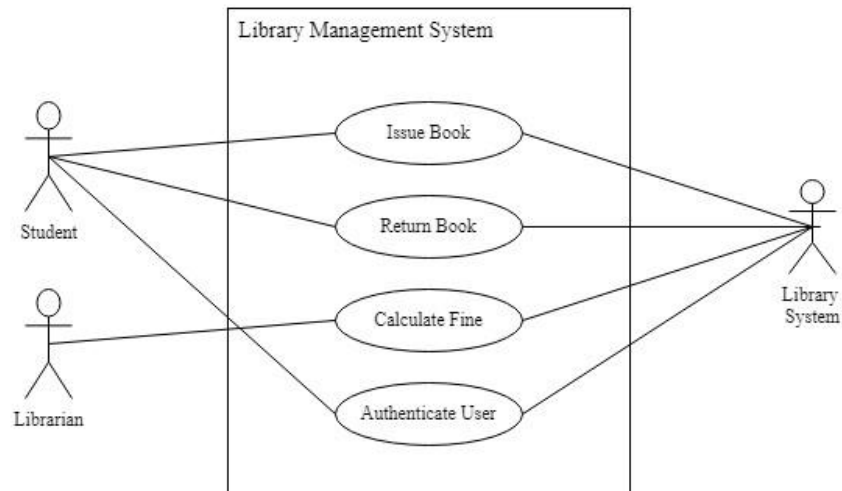 Library Management System
Issue Book
Student
Return Book
Library
System
Calculate Fine
Librarian
Authenticate User